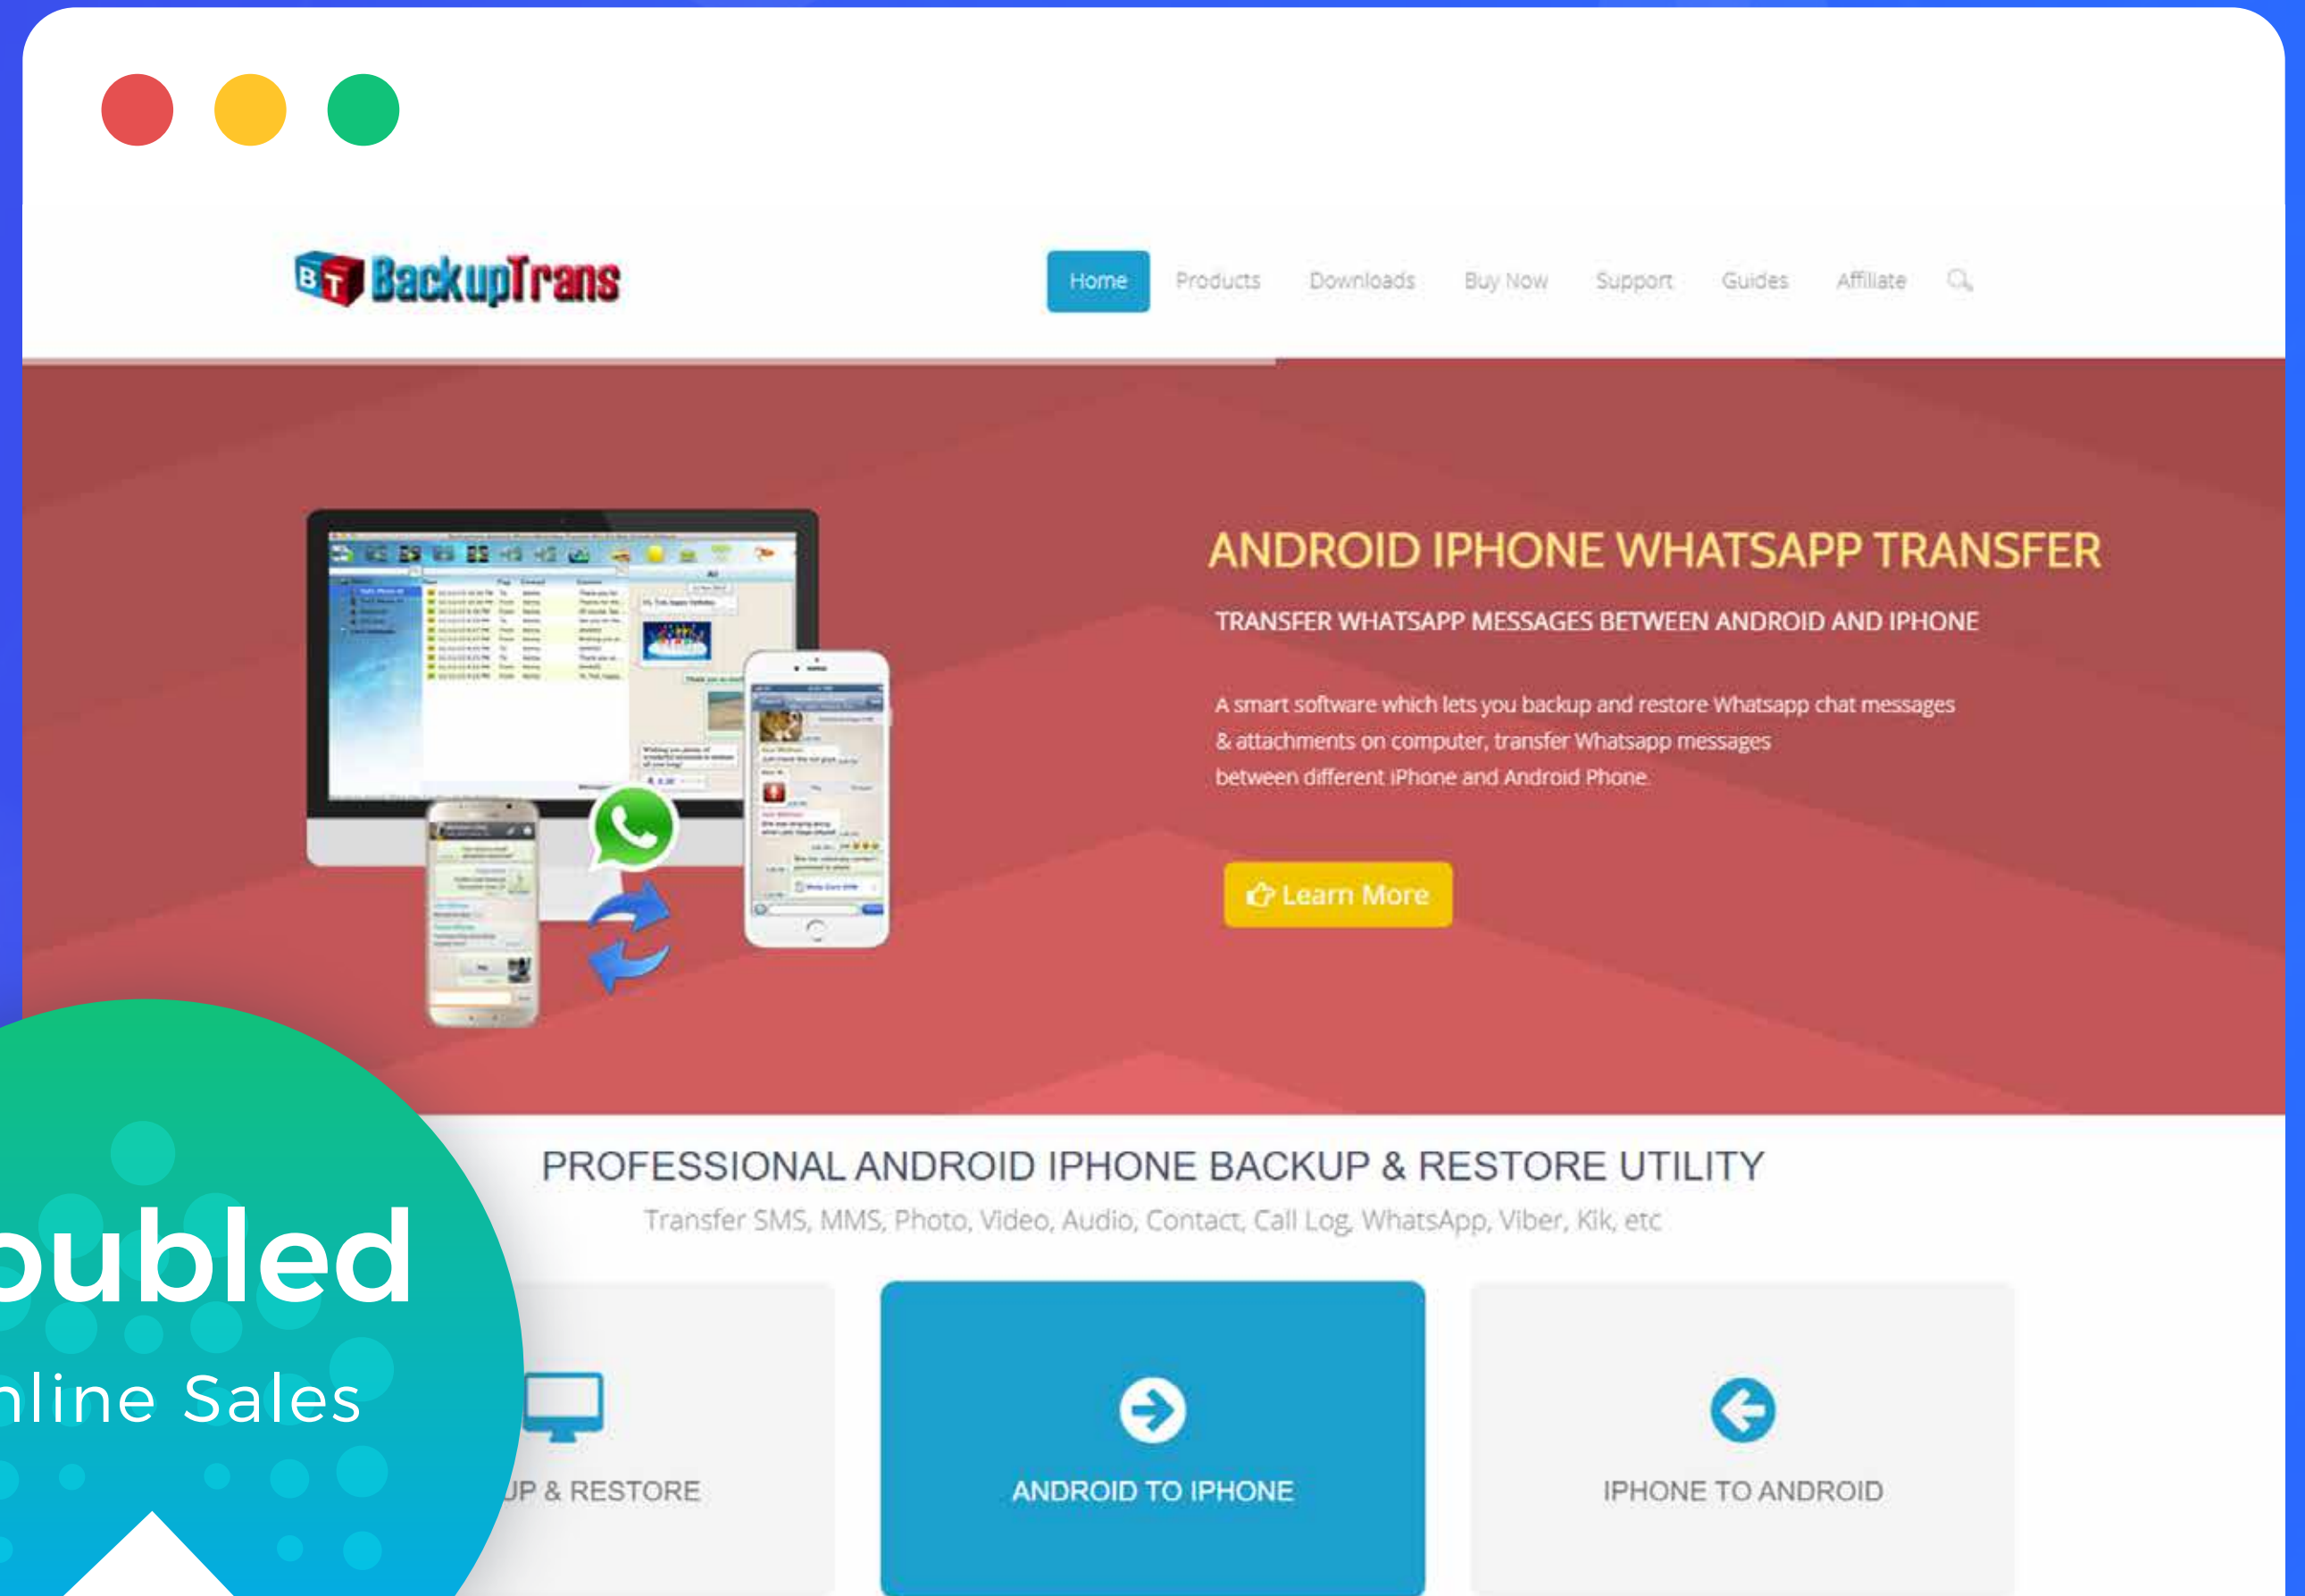 BT BackupTrans
Home Products Downloads Buy Now Support Guides Affiliate
ANDROID IPHONE WHATSAPP TRANSFER
TRANSFER WHATSAPP MESSAGES BETWEEN ANDROID AND IPHONE
A smart software which lets you backup and restore Whatsapp chat messages
& attachments on computer, transfer Whatsapp messages
between different iPhone and Android Phone.
Learn More
PROFESSIONAL ANDROID IPHONE BACKUP & RESTORE UTILITY
Transfer SMS, MMS, Photo, Video, Audio, Contact, Call Log, WhatsApp, Viber, Kik, etc
oubled
nline Sales
UP & RESTORE
ANDROID TO IPHONE
IPHONE TO ANDROID